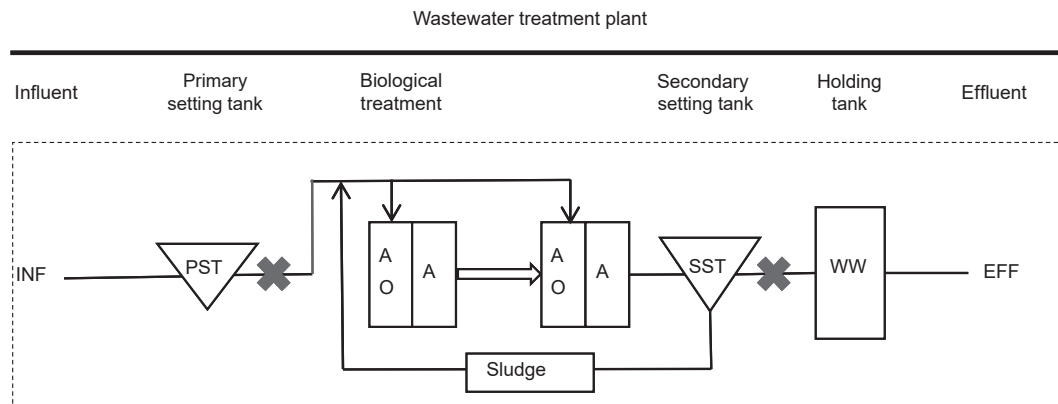 Wastewater treatment plant
Influent
Primary
setting tank
Biological
treatment
Secondary
setting tank
Holding
tank
Effluent
INF
PST
A
O
A
A
O
A
SST
WW
EFF
Sludge